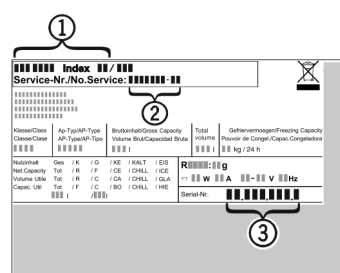 1
Index /
Service-Nr./No.Service: -
2
Klasse/Class Ap-Typ/AP-Type Bruttoinhalt/Gross Capacity Total Gefriervermoegen/Freezing Capacity
Classe/Clase AP-Type/AP-Tipo Volume Brut/Capacidad Bruta volume Pouvoir de Congel./Capac.Congeladora
l l kg / 24 h
Nutzinhalt Ges / K / G / KE / KALT / EIS
Net.Capacity Tot / R / F / CE / CHILL / ICE
Volume Utile Tot / R / C / CA / CHILL / GLA
Capac. Util Tot / F / C / BO / CHILL / HIE
l / l
R : g
W A - V Hz
Serial-Nr. . . .
3